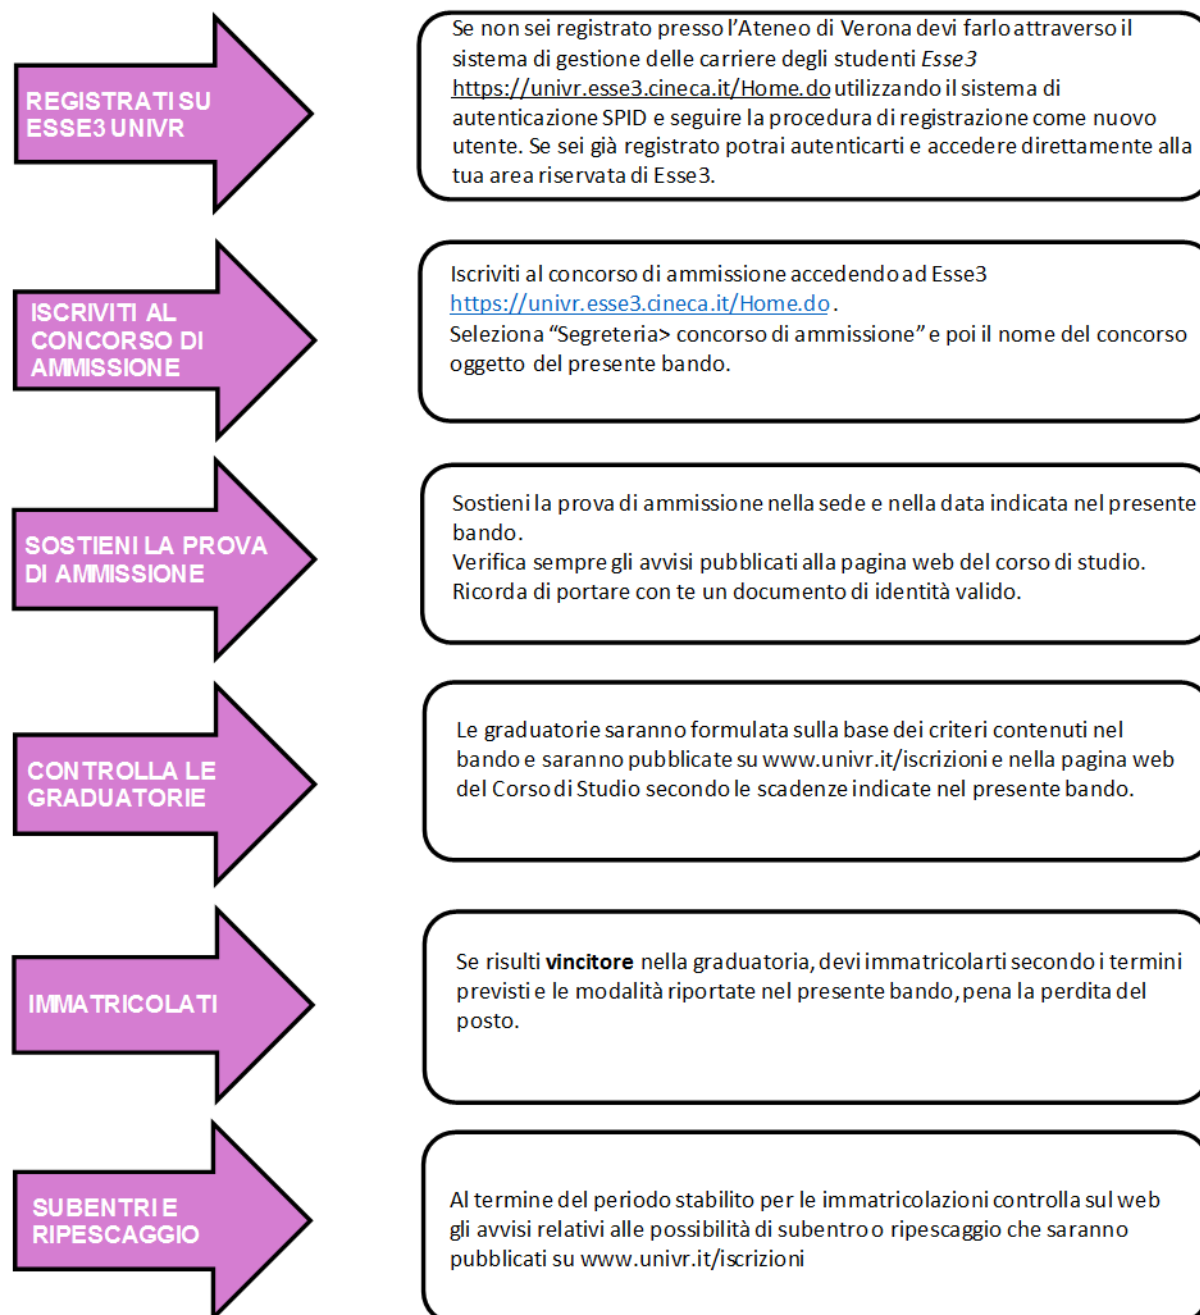 REGISTRATI SU
ESSE3 UNIVR
Se non sei registrato presso l’Ateneo di Verona devi farlo attraverso il
sistema di gestione delle carriere degli studenti Esse3
https://univr.esse3.cineca.it/Home.do utilizzando il sistema di
autenticazione SPID e seguire la procedura di registrazione come nuovo
utente. Se sei già registrato potrai autenticarti e accedere direttamente alla
tua area riservata di Esse3.
ISCRIVITI AL
CONCORSO DI
AMMISSIONE
Iscriviti al concorso di ammissione accedendo ad Esse3
https://univr.esse3.cineca.it/Home.do .
Seleziona “Segreteria> concorso di ammissione” e poi il nome del concorso
oggetto del presente bando.
SOSTIENI LA PROVA
DI AMMISSIONE
Sostieni la prova di ammissione nella sede e nella data indicata nel presente
bando.
Verifica sempre gli avvisi pubblicati alla pagina web del corso di studio.
Ricorda di portare con te un documento di identità valido.
CONTROLLA LE
GRADUATORIE
Le graduatorie saranno formulata sulla base dei criteri contenuti nel
bando e saranno pubblicate su www.univr.it/iscrizioni e nella pagina web
del Corso di Studio secondo le scadenze indicate nel presente bando.
IMMATRICOLATI
Se risulti vincitore nella graduatoria, devi immatricolarti secondo i termini
previsti e le modalità riportate nel presente bando, pena la perdita del
posto.
SUBENTRI E
RIPESCAGGIO
Al termine del periodo stabilito per le immatricolazioni controlla sul web
gli avvisi relativi alle possibilità di subentro o ripescaggio che saranno
pubblicati su www.univr.it/iscrizioni